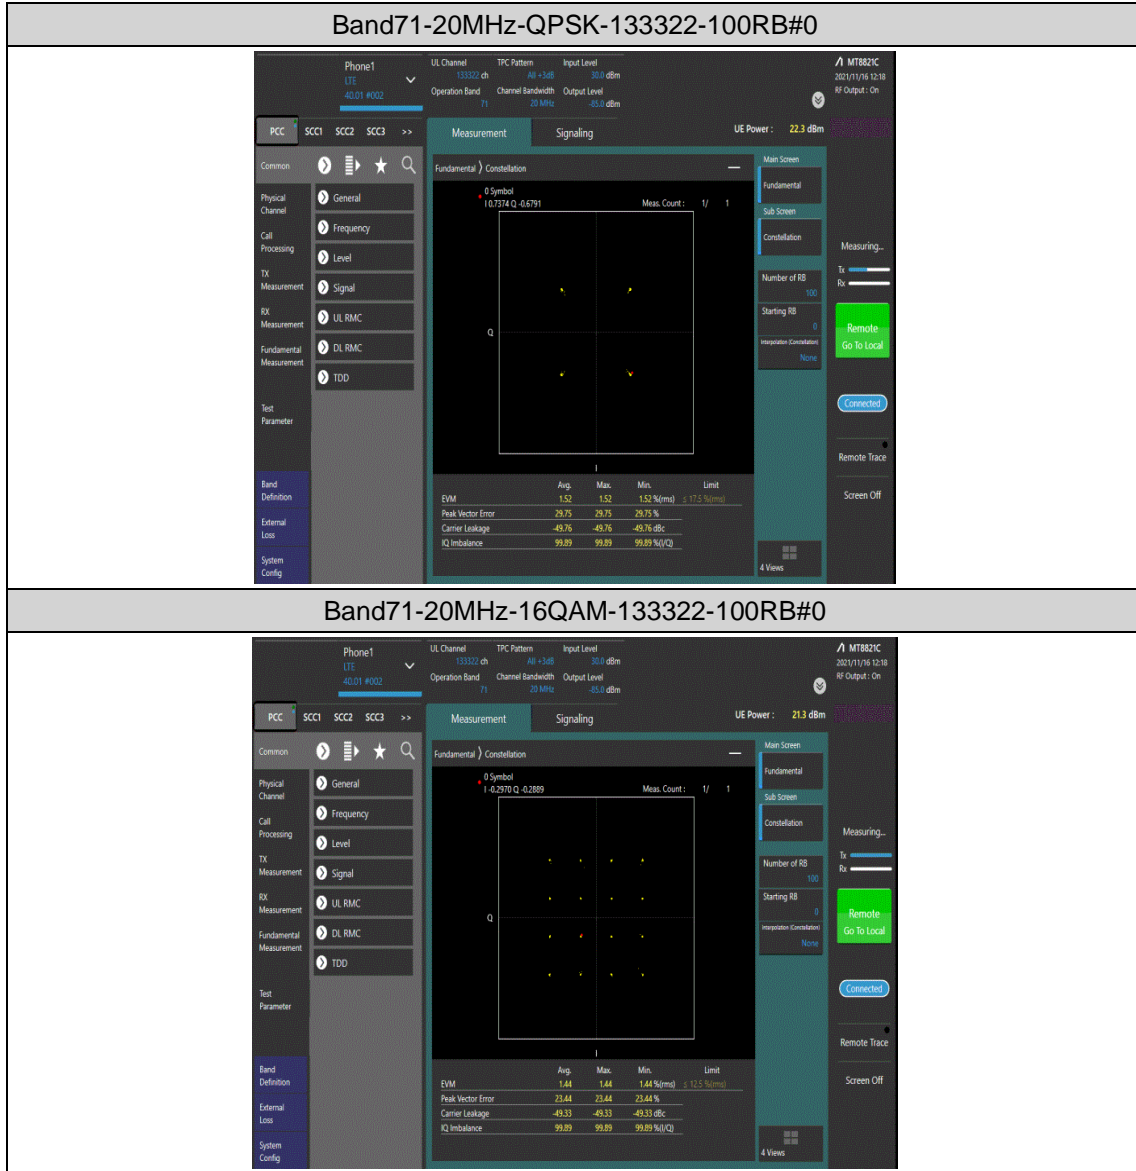 Band71-20MHz-QPSK-133322-100RB#0
Phone1
LTE
40.01 #002
UL Channel TPC Pattern Input Level
133322 ch All +3dB 30.0 dBm
Operation Band Channel Bandwidth Output Level
71 20 MHz -85.0 dBm
MT8821C
2021/11/16 12:18
RF Output : On
PCC SCC1 SCC2 SCC3 >>
Measurement Signaling
UE Power : 22.3 dBm
Common
Physical Channel
Call Processing
TX Measurement
RX Measurement
Fundamental Measurement
Test Parameter
Band Definition
External Loss
System Config
General
Frequency
Level
Signal
UL RMC
DL RMC
TDD
Fundamental Constellation
0 Symbol
I 0.7374 Q -0.6791 Meas. Count : 1/ 1
Q
I
Avg. Max. Min. Limit
EVM 1.52 1.52 1.52 %(rms) ≤ 17.5 %(rms)
Peak Vector Error 29.75 29.75 29.75 %
Carrier Leakage -49.76 -49.76 -49.76 dBc
IQ Imbalance 99.89 99.89 99.89 %(I/Q)
Main Screen
Fundamental
Sub Screen
Constellation
Number of RB
100
Starting RB
0
Interpolation (Constellation)
None
4 Views
Measuring...
Tx
Rx
Remote
Go To Local
Connected
Remote Trace
Screen Off
Band71-20MHz-16QAM-133322-100RB#0
Phone1
LTE
40.01 #002
UL Channel TPC Pattern Input Level
133322 ch All +3dB 30.0 dBm
Operation Band Channel Bandwidth Output Level
71 20 MHz -85.0 dBm
MT8821C
2021/11/16 12:18
RF Output : On
PCC SCC1 SCC2 SCC3 >>
Measurement Signaling
UE Power : 21.3 dBm
Common
Physical Channel
Call Processing
TX Measurement
RX Measurement
Fundamental Measurement
Test Parameter
Band Definition
External Loss
System Config
General
Frequency
Level
Signal
UL RMC
DL RMC
TDD
Fundamental Constellation
0 Symbol
I -0.2970 Q -0.2889 Meas. Count : 1/ 1
Q
I
Avg. Max. Min. Limit
EVM 1.44 1.44 1.44 %(rms) ≤ 12.5 %(rms)
Peak Vector Error 23.44 23.44 23.44 %
Carrier Leakage -49.33 -49.33 -49.33 dBc
IQ Imbalance 99.89 99.89 99.89 %(I/Q)
Main Screen
Fundamental
Sub Screen
Constellation
Number of RB
100
Starting RB
0
Interpolation (Constellation)
None
4 Views
Measuring...
Tx
Rx
Remote
Go To Local
Connected
Remote Trace
Screen Off